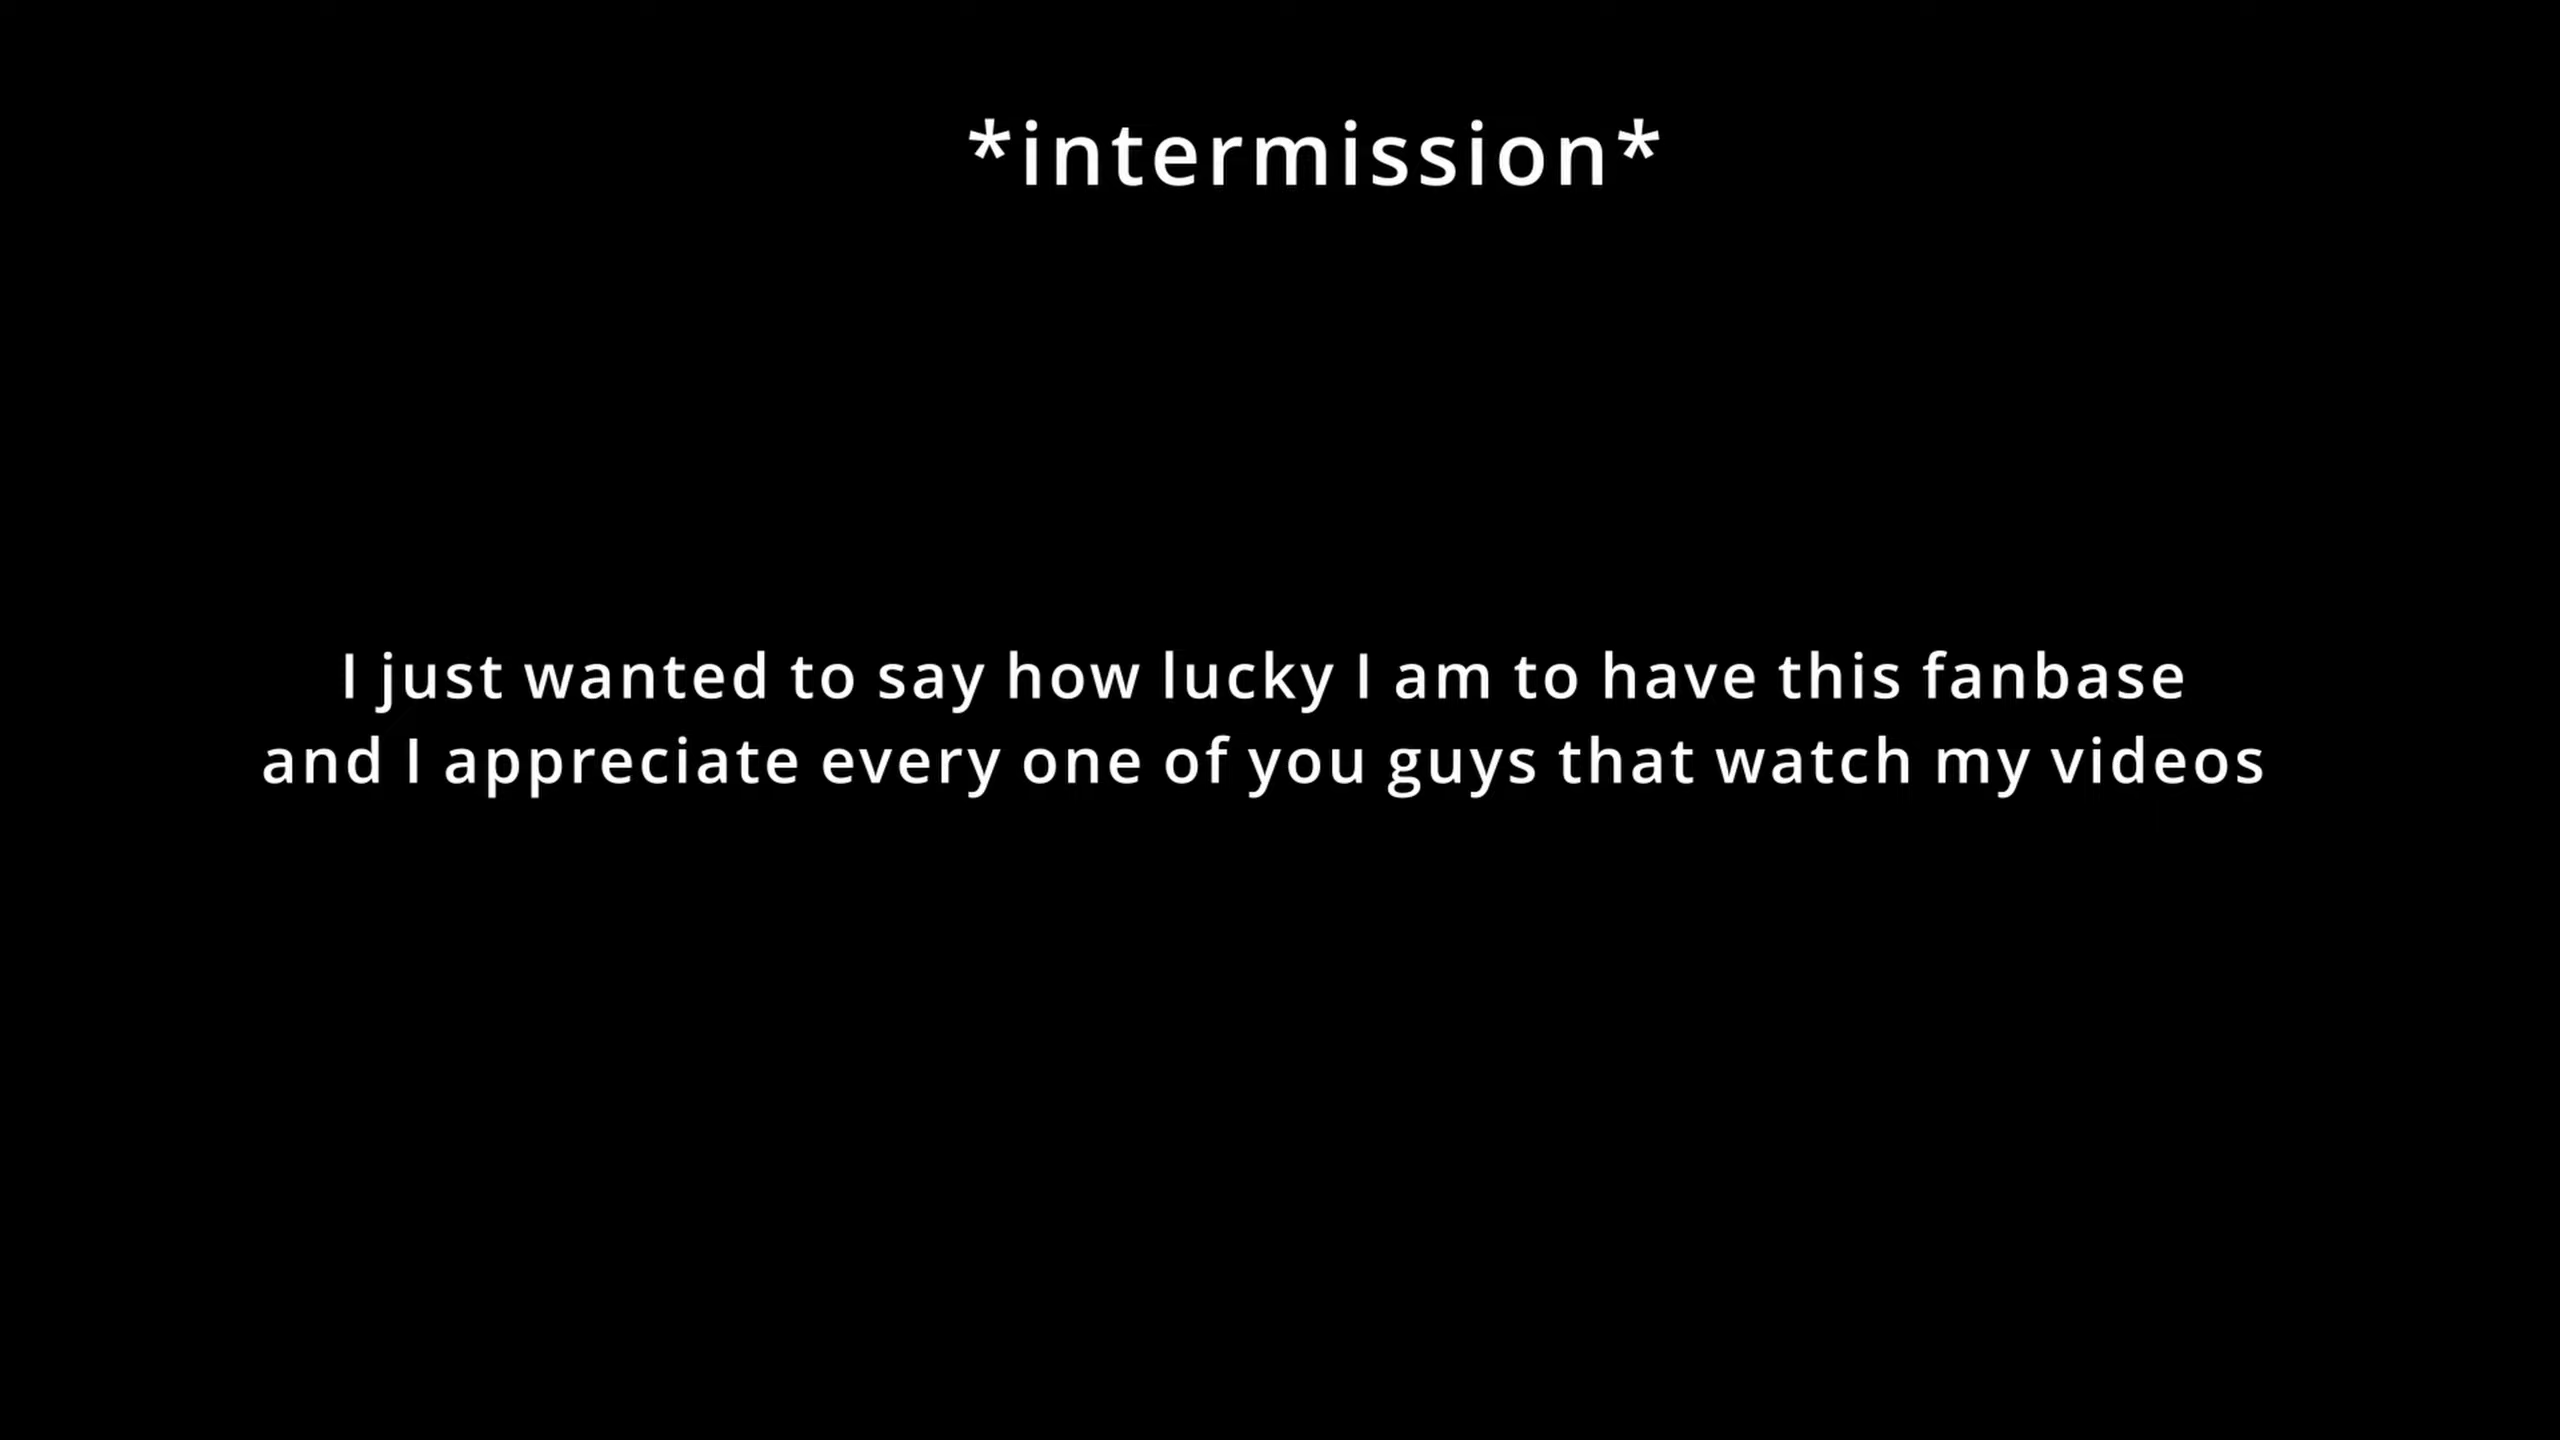 *intermission*
I just wanted to say how lucky I am to have this fanbase
and I appreciate every one of you guys that watch my videos